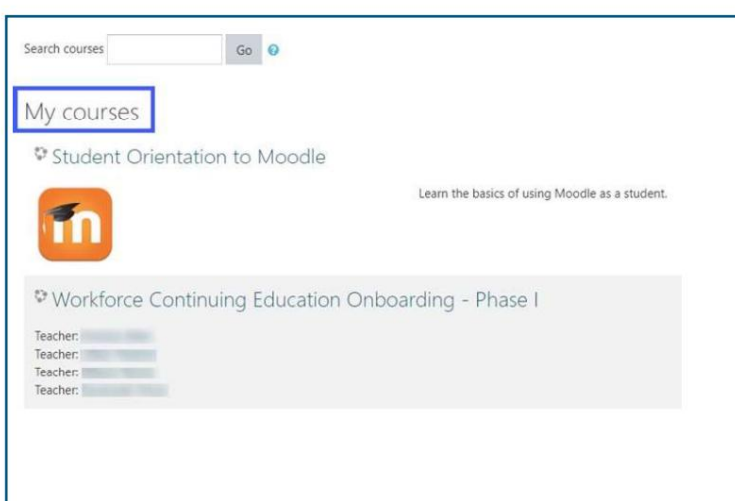 Search courses Go ?
My courses
Student Orientation to Moodle
Learn the basics of using Moodle as a student.
m
Workforce Continuing Education Onboarding - Phase I
Teacher:
Teacher:
Teacher:
Teacher: